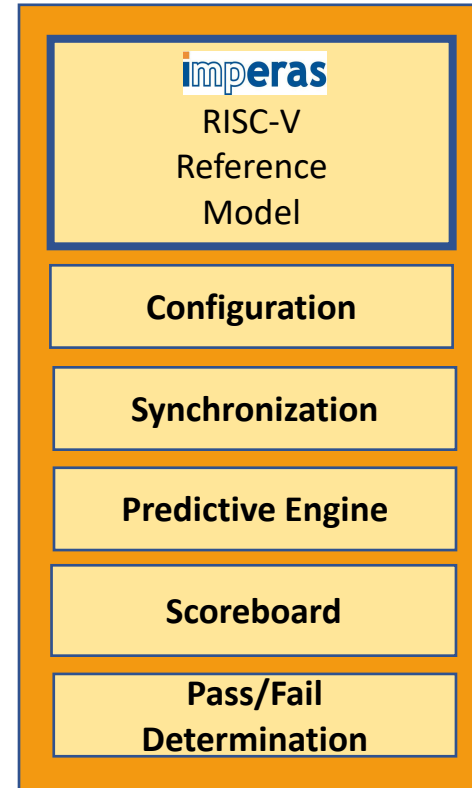 imperas
RISC-V
Reference
Model
Configuration
Synchronization
Predictive Engine
Scoreboard
Pass/Fail
Determination